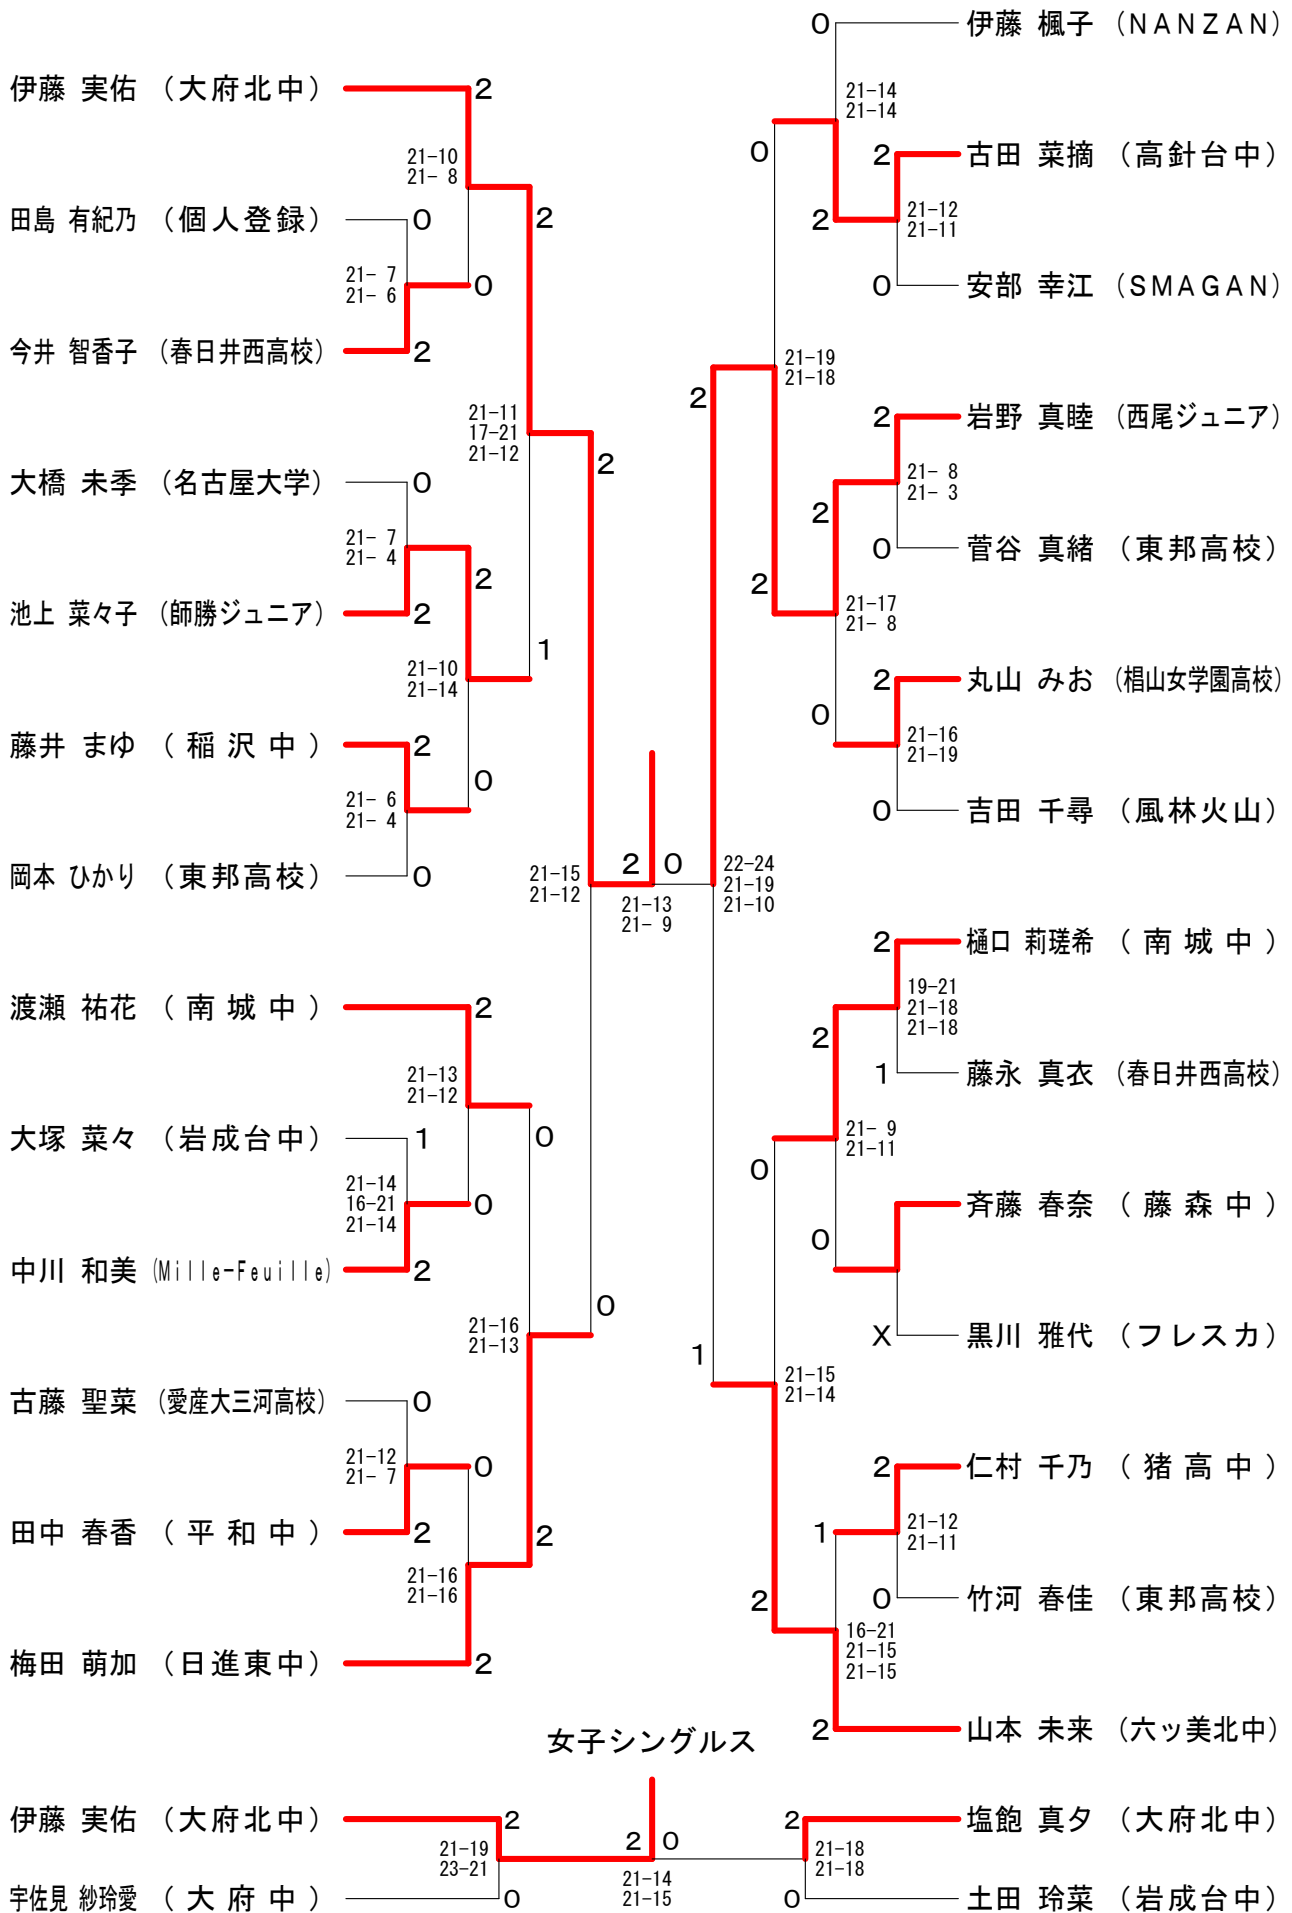 伊藤 実佑 （大府北中） 2
21-10
21- 8
田島 有紀乃 （個人登録） 0
21- 7
21- 6
0
今井 智香子 （春日井西高校） 2
2
21-11
17-21
21-12
大橋 未季 （名古屋大学） 0
21- 7
21- 4
2
池上 菜々子 （師勝ジュニア） 2
21-10
21-14
1
藤井 まゆ （稲沢中） 2
21- 6
21- 4
0
岡本 ひかり （東邦高校） 0
2
21-15
21-12
渡瀬 祐花 （南城中） 2
21-13
21-12
大塚 菜々 （岩成台中） 1
21-14
16-21
21-14
0
中川 和美 (Mille-Feuille) 2
0
21-16
21-13
0
古藤 聖菜 （愛産大三河高校） 0
21-12
21- 7
0
田中 春香 （平和中） 2
21-16
21-16
2
梅田 萌加 （日進東中） 2
2 0
21-13
21- 9
0 伊藤 楓子 （NANZAN）
21-14
21-14
2 古田 菜摘 （高針台中）
21-12
21-11
2
0 安部 幸江 （SMAGAN）
0
21-19
21-18
2 岩野 真睦 （西尾ジュニア）
21- 8
21- 3
2
0 菅谷 真緒 （東邦高校）
2
21-17
21- 8
2 丸山 みお （椙山女学園高校）
21-16
21-19
0
0 吉田 千尋 （風林火山）
2
22-24
21-19
21-10
2 樋口 莉瑳希 （南城中）
19-21
21-18
21-18
2
1 藤永 真衣 （春日井西高校）
21- 9
21-11
0
斉藤 春奈 （藤森中）
0
X 黒川 雅代 （フレスカ）
1
21-15
21-14
2 仁村 千乃 （猪高中）
21-12
21-11
1
0 竹河 春佳 （東邦高校）
2
16-21
21-15
21-15
2 山本 未来 （六ッ美北中）
女子シングルス
伊藤 実佑 （大府北中） 2
21-19
23-21
宇佐見 紗玲愛 （大府中） 0
2 0
21-14
21-15
2 塩飽 真夕 （大府北中）
21-18
21-18
0 土田 玲菜 （岩成台中）